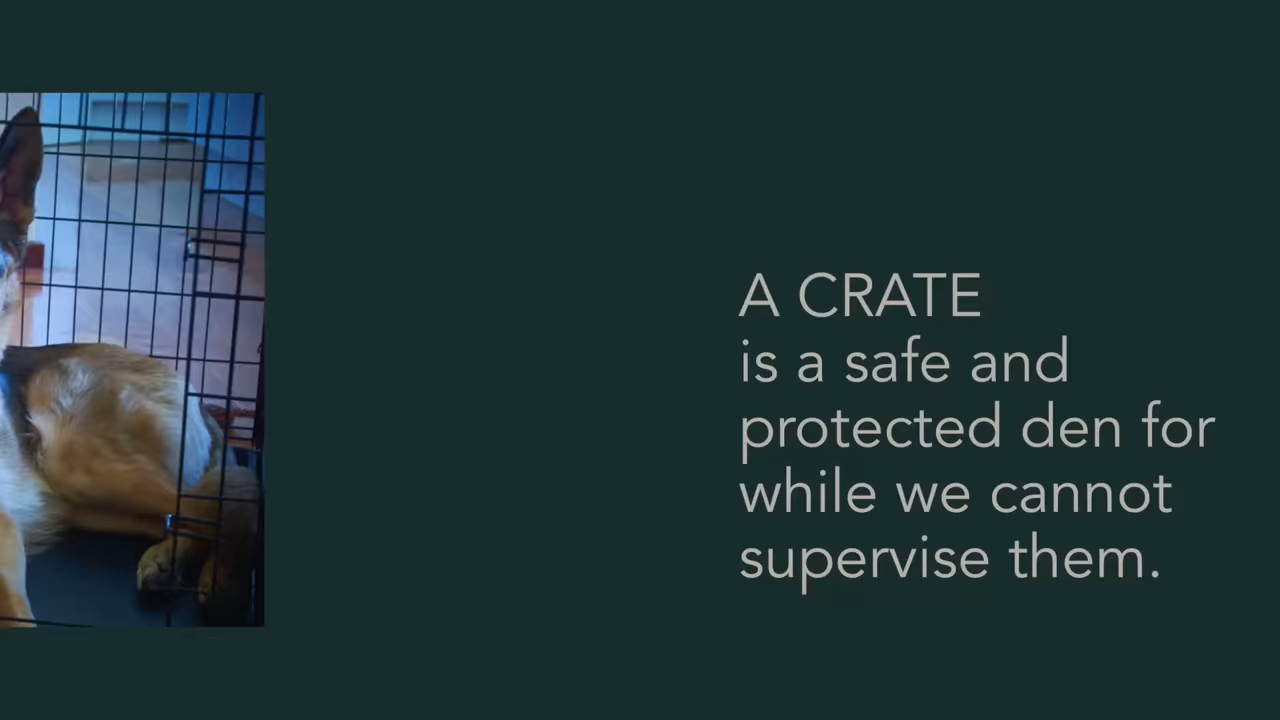 A CRATE
is a safe and
protected den for
while we cannot
supervise them.